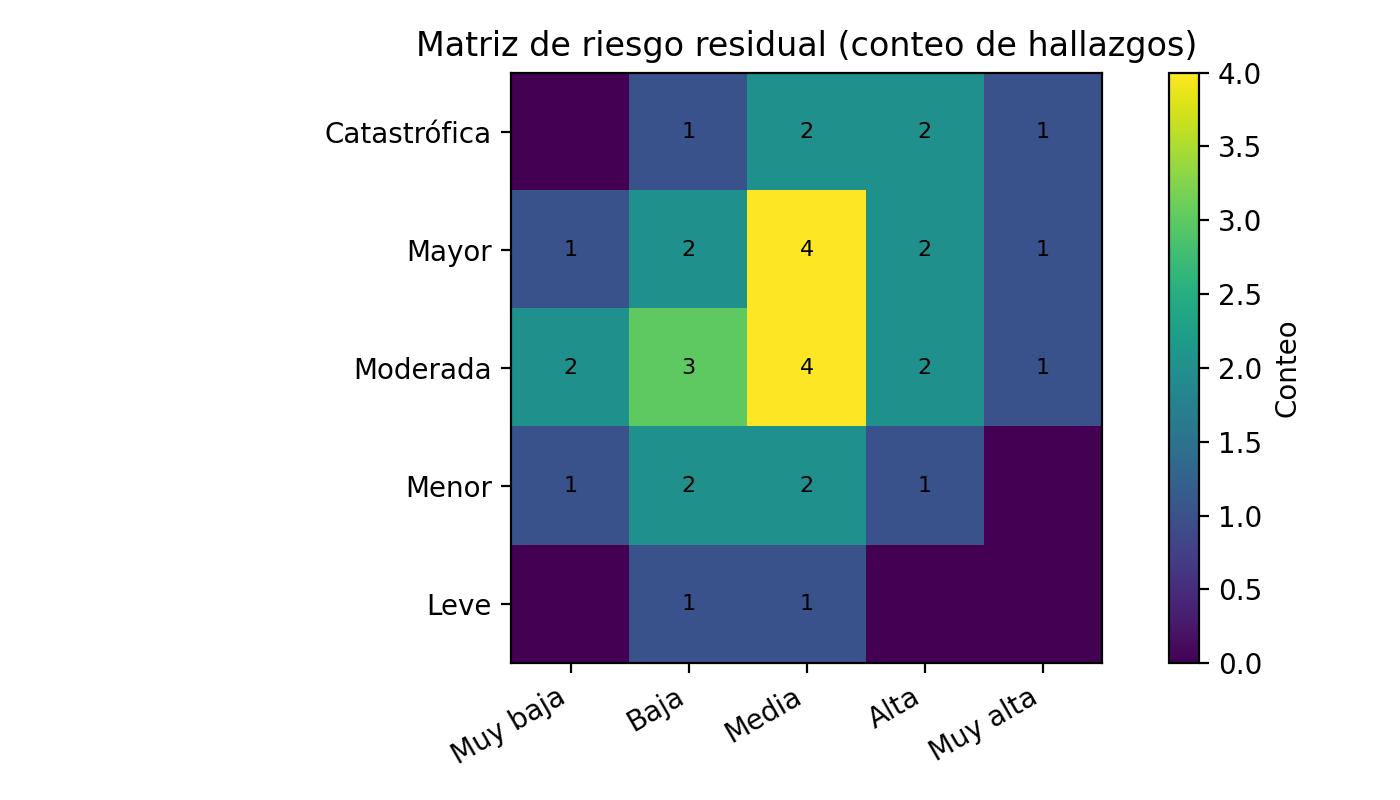 Matriz de riesgo residual (conteo de hallazgos)
Catastrófica 1 2 2 1
Mayor 1 2 4 2 1
Moderada 2 3 4 2 1
Menor 1 2 2 1
Leve 1 1
Muy baja Baja Media Alta Muy alta
4.0
3.5
3.0
2.5
2.0
1.5
1.0
0.5
0.0
Conteo